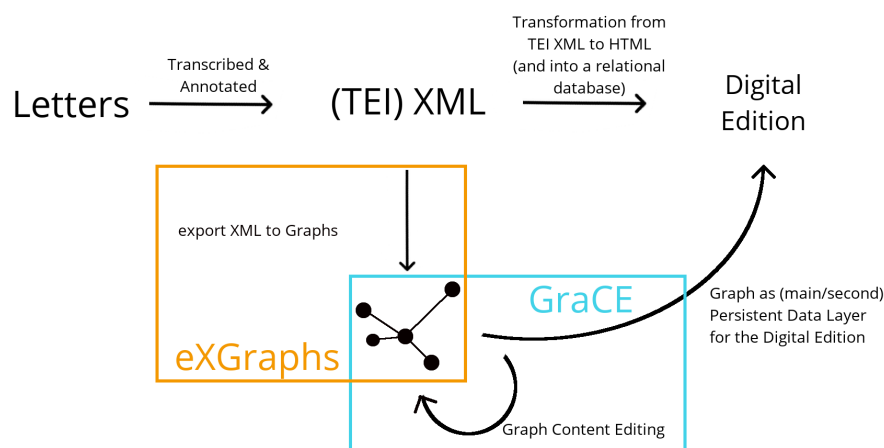 Transformation from
TEI XML to HTML
(and into a relational
database)
Transcribed &
Annotated
Letters
(TEI) XML
Digital
Edition
export XML to Graphs
GraCE
Graph as (main/second)
Persistent Data Layer
for the Digital Edition
eXGraphs
Graph Content Editing